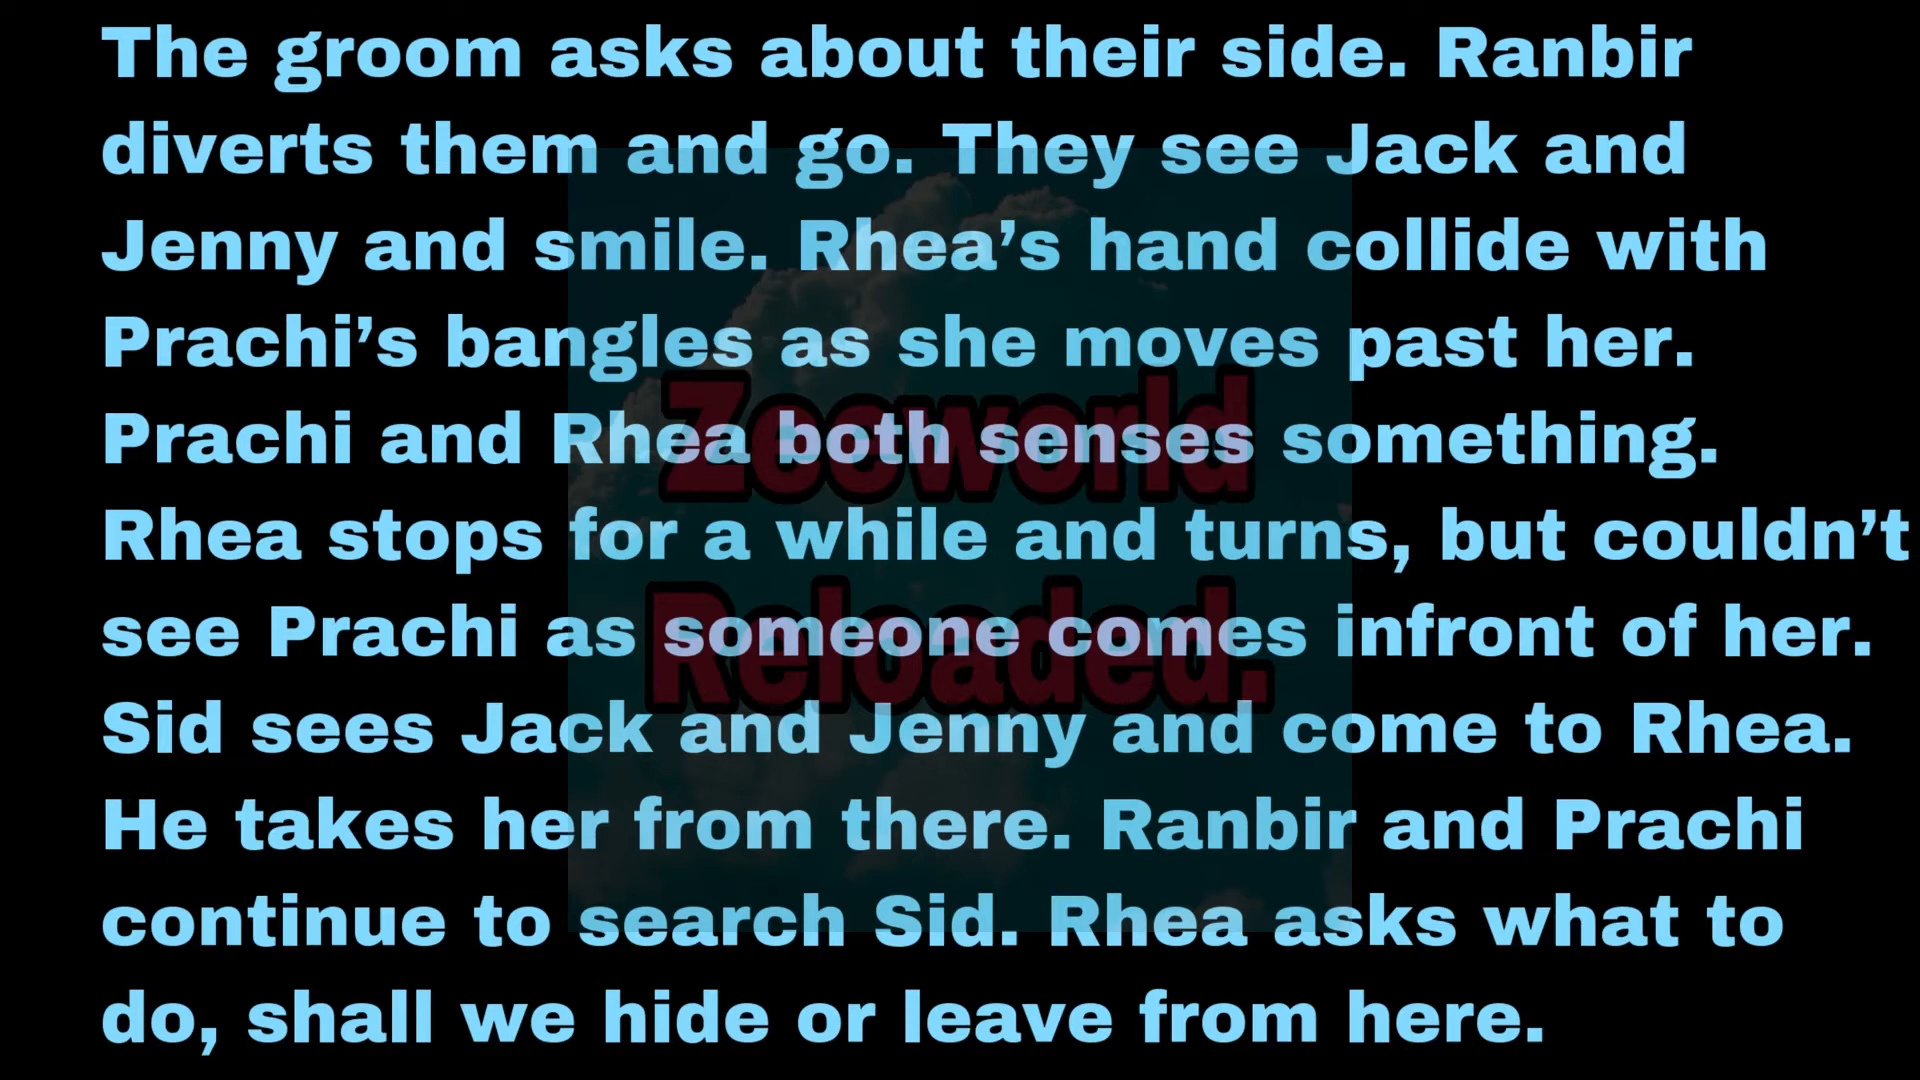 The groom asks about their side. Ranbir
diverts them and go. They see Jack and
Jenny and smile. Rhea’s hand collide with
Prachi’s bangles as she moves past her.
Prachi and Rhea both senses something.
Rhea stops for a while and turns, but couldn’t
see Prachi as someone comes infront of her.
Sid sees Jack and Jenny and come to Rhea.
He takes her from there. Ranbir and Prachi
continue to search Sid. Rhea asks what to
do, shall we hide or leave from here.
Zeeworld
Reloaded.